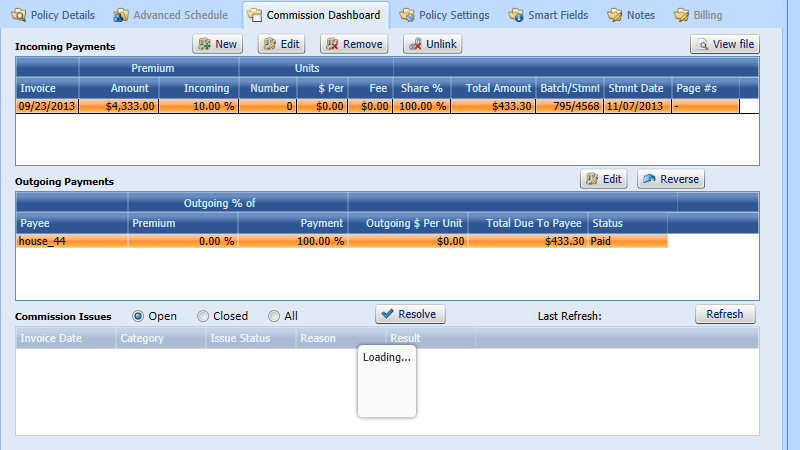 Policy Details Advanced Schedule Commission Dashboard Policy Settings Smart Fields Notes Billing
Incoming Payments New Edit Remove Unlink View file
Premium Units
Invoice Amount Incoming Number $ Per Fee Share % Total Amount Batch/Stmnt Stmnt Date Page #s
09/23/2013 $4,333.00 10.00 % 0 $0.00 $0.00 100.00 % $433.30 795/4568 11/07/2013 -
Outgoing Payments Edit Reverse
Outgoing % of
Payee Premium Payment Outgoing $ Per Unit Total Due To Payee Status
house_44 0.00 % 100.00 % $0.00 $433.30 Paid
Commission Issues Open Closed All Resolve Last Refresh: Refresh
Invoice Date Category Issue Status Reason Result
Loading...